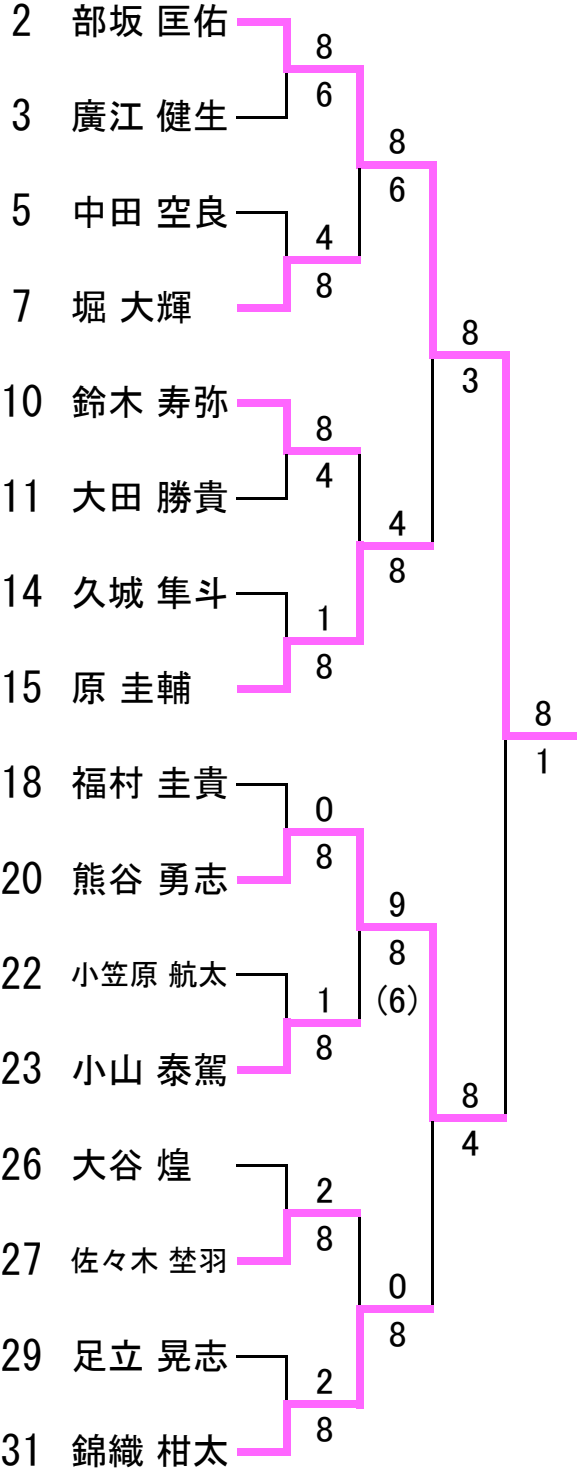 2 部坂 匡佑
8
6
3 廣江 健生
8
6
5 中田 空良
4
8
7 堀 大輝
8
3
10 鈴木 寿弥
8
4
11 大田 勝貴
4
8
14 久城 隼斗
1
8
15 原 圭輔
8
1
18 福村 圭貴
0
8
20 熊谷 勇志
9
8
(6)
22 小笠原 航太
1
8
23 小山 泰駕
8
4
26 大谷 煌
2
8
27 佐々木 埜羽
0
8
29 足立 晃志
2
8
31 錦織 柑太